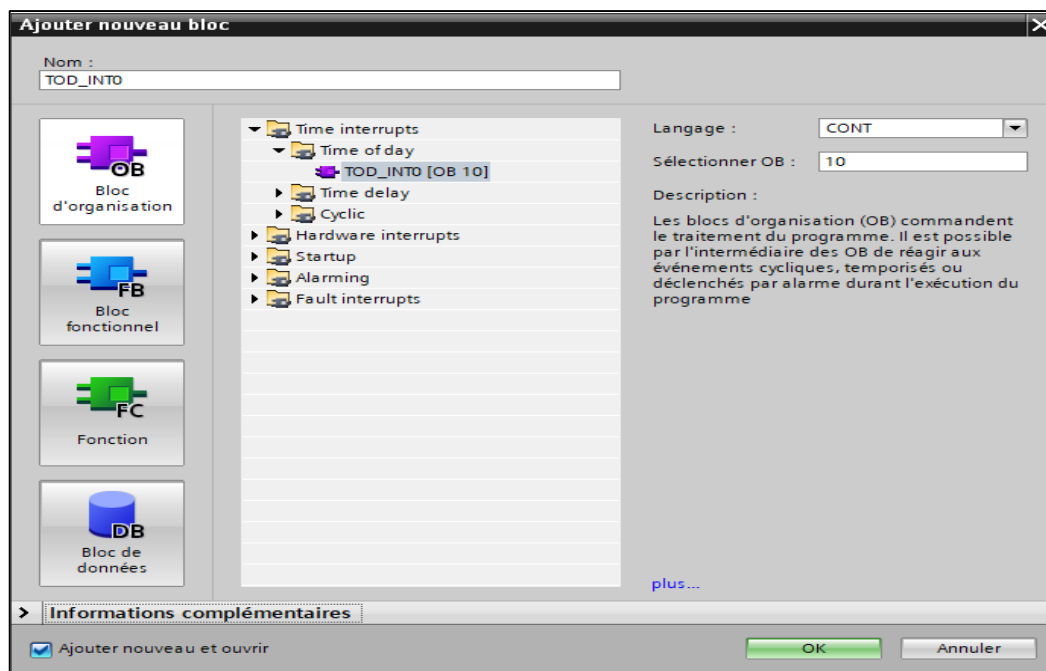 Ajouter nouveau bloc
Nom :
TOD_INT0
OB
Bloc
d'organisation
FB
Bloc
fonctionnel
FC
Fonction
DB
Bloc de
données
Time interrupts
Time of day
TOD_INT0 [OB 10]
Time delay
Cyclic
Hardware interrupts
Startup
Alarming
Fault interrupts
Langage :
CONT
Sélectionner OB :
10
Description :
Les blocs d'organisation (OB) commandent
le traitement du programme. Il est possible
par l'intermédiaire des OB de réagir aux
événements cycliques, temporisés ou
déclenchés par alarme durant l'exécution du
programme
plus...
Informations complémentaires
Ajouter nouveau et ouvrir
OK
Annuler